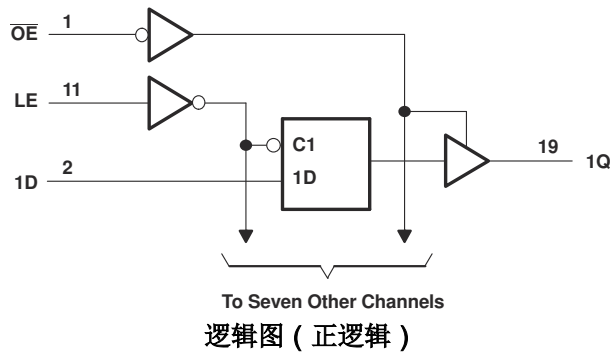 OE 1
LE 11
C1
1D 2
1D
19 1Q
To Seven Other Channels
逻辑图 ( 正逻辑 )